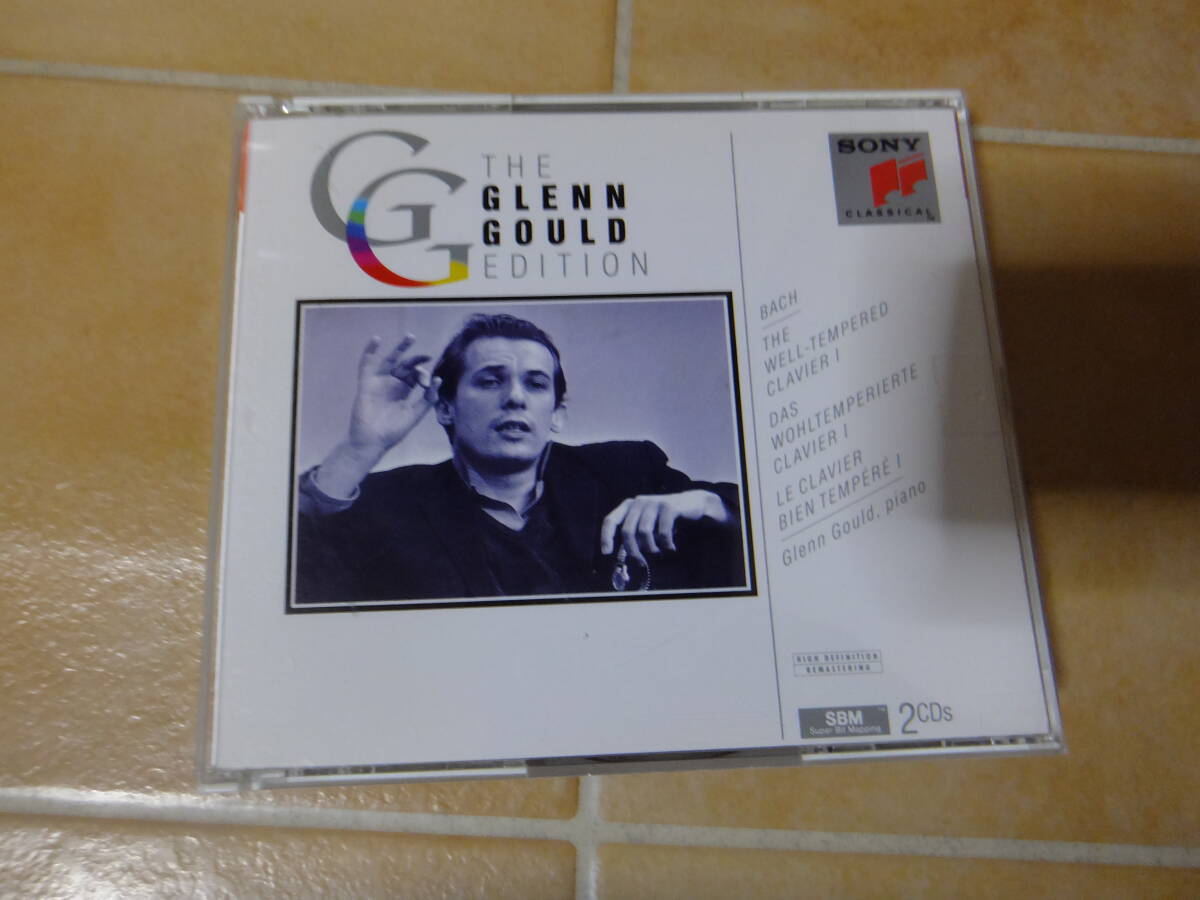 GG
THE
GLENN
GOULD
EDITION
SONY
CLASSICAL
BACH
THE
WELL-TEMPERED
CLAVIER I
DAS
WOHLTEMPERIERTE
CLAVIER I
LE CLAVIER
BIEN TEMPÉRÉ I
Glenn Gould, piano
HIGH DEFINITION
REMASTERING
SBM
Super Bit Mapping
2CDs